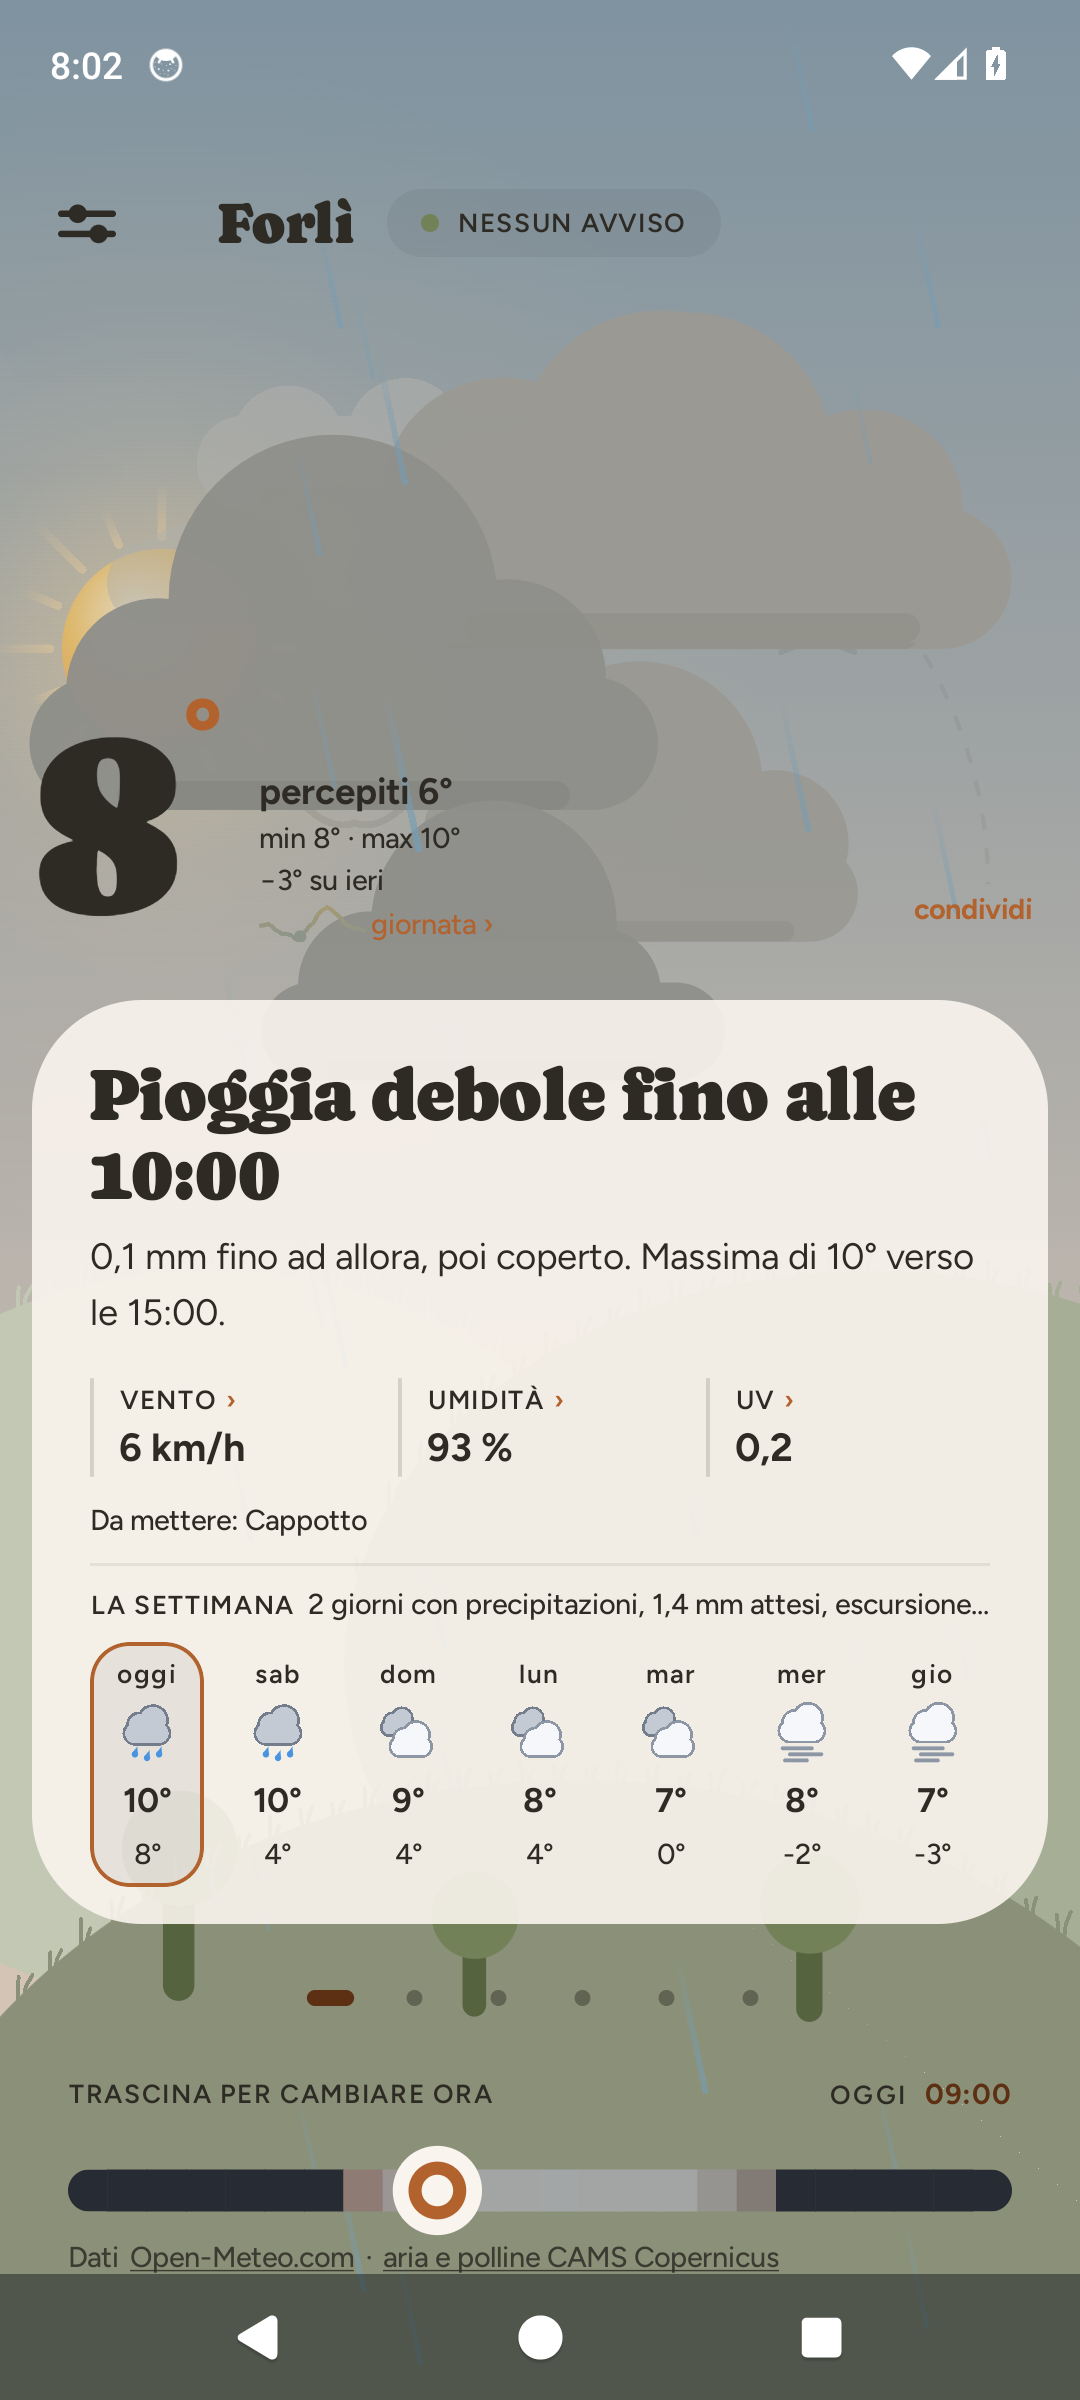 8:02
Forlì
NESSUN AVVISO
8
percepiti 6°
min 8° · max 10°
−3° su ieri
giornata ›
condividi
Pioggia debole fino alle
10:00
0,1 mm fino ad allora, poi coperto. Massima di 10° verso
le 15:00.
VENTO › UMIDITÀ › UV ›
6 km/h 93 % 0,2
Da mettere: Cappotto
LA SETTIMANA 2 giorni con precipitazioni, 1,4 mm attesi, escursione…
oggi sab dom lun mar mer gio
10° 10° 9° 8° 7° 8° 7°
8° 4° 4° 4° 0° -2° -3°
TRASCINA PER CAMBIARE ORA OGGI 09:00
Dati Open-Meteo.com · aria e polline CAMS Copernicus